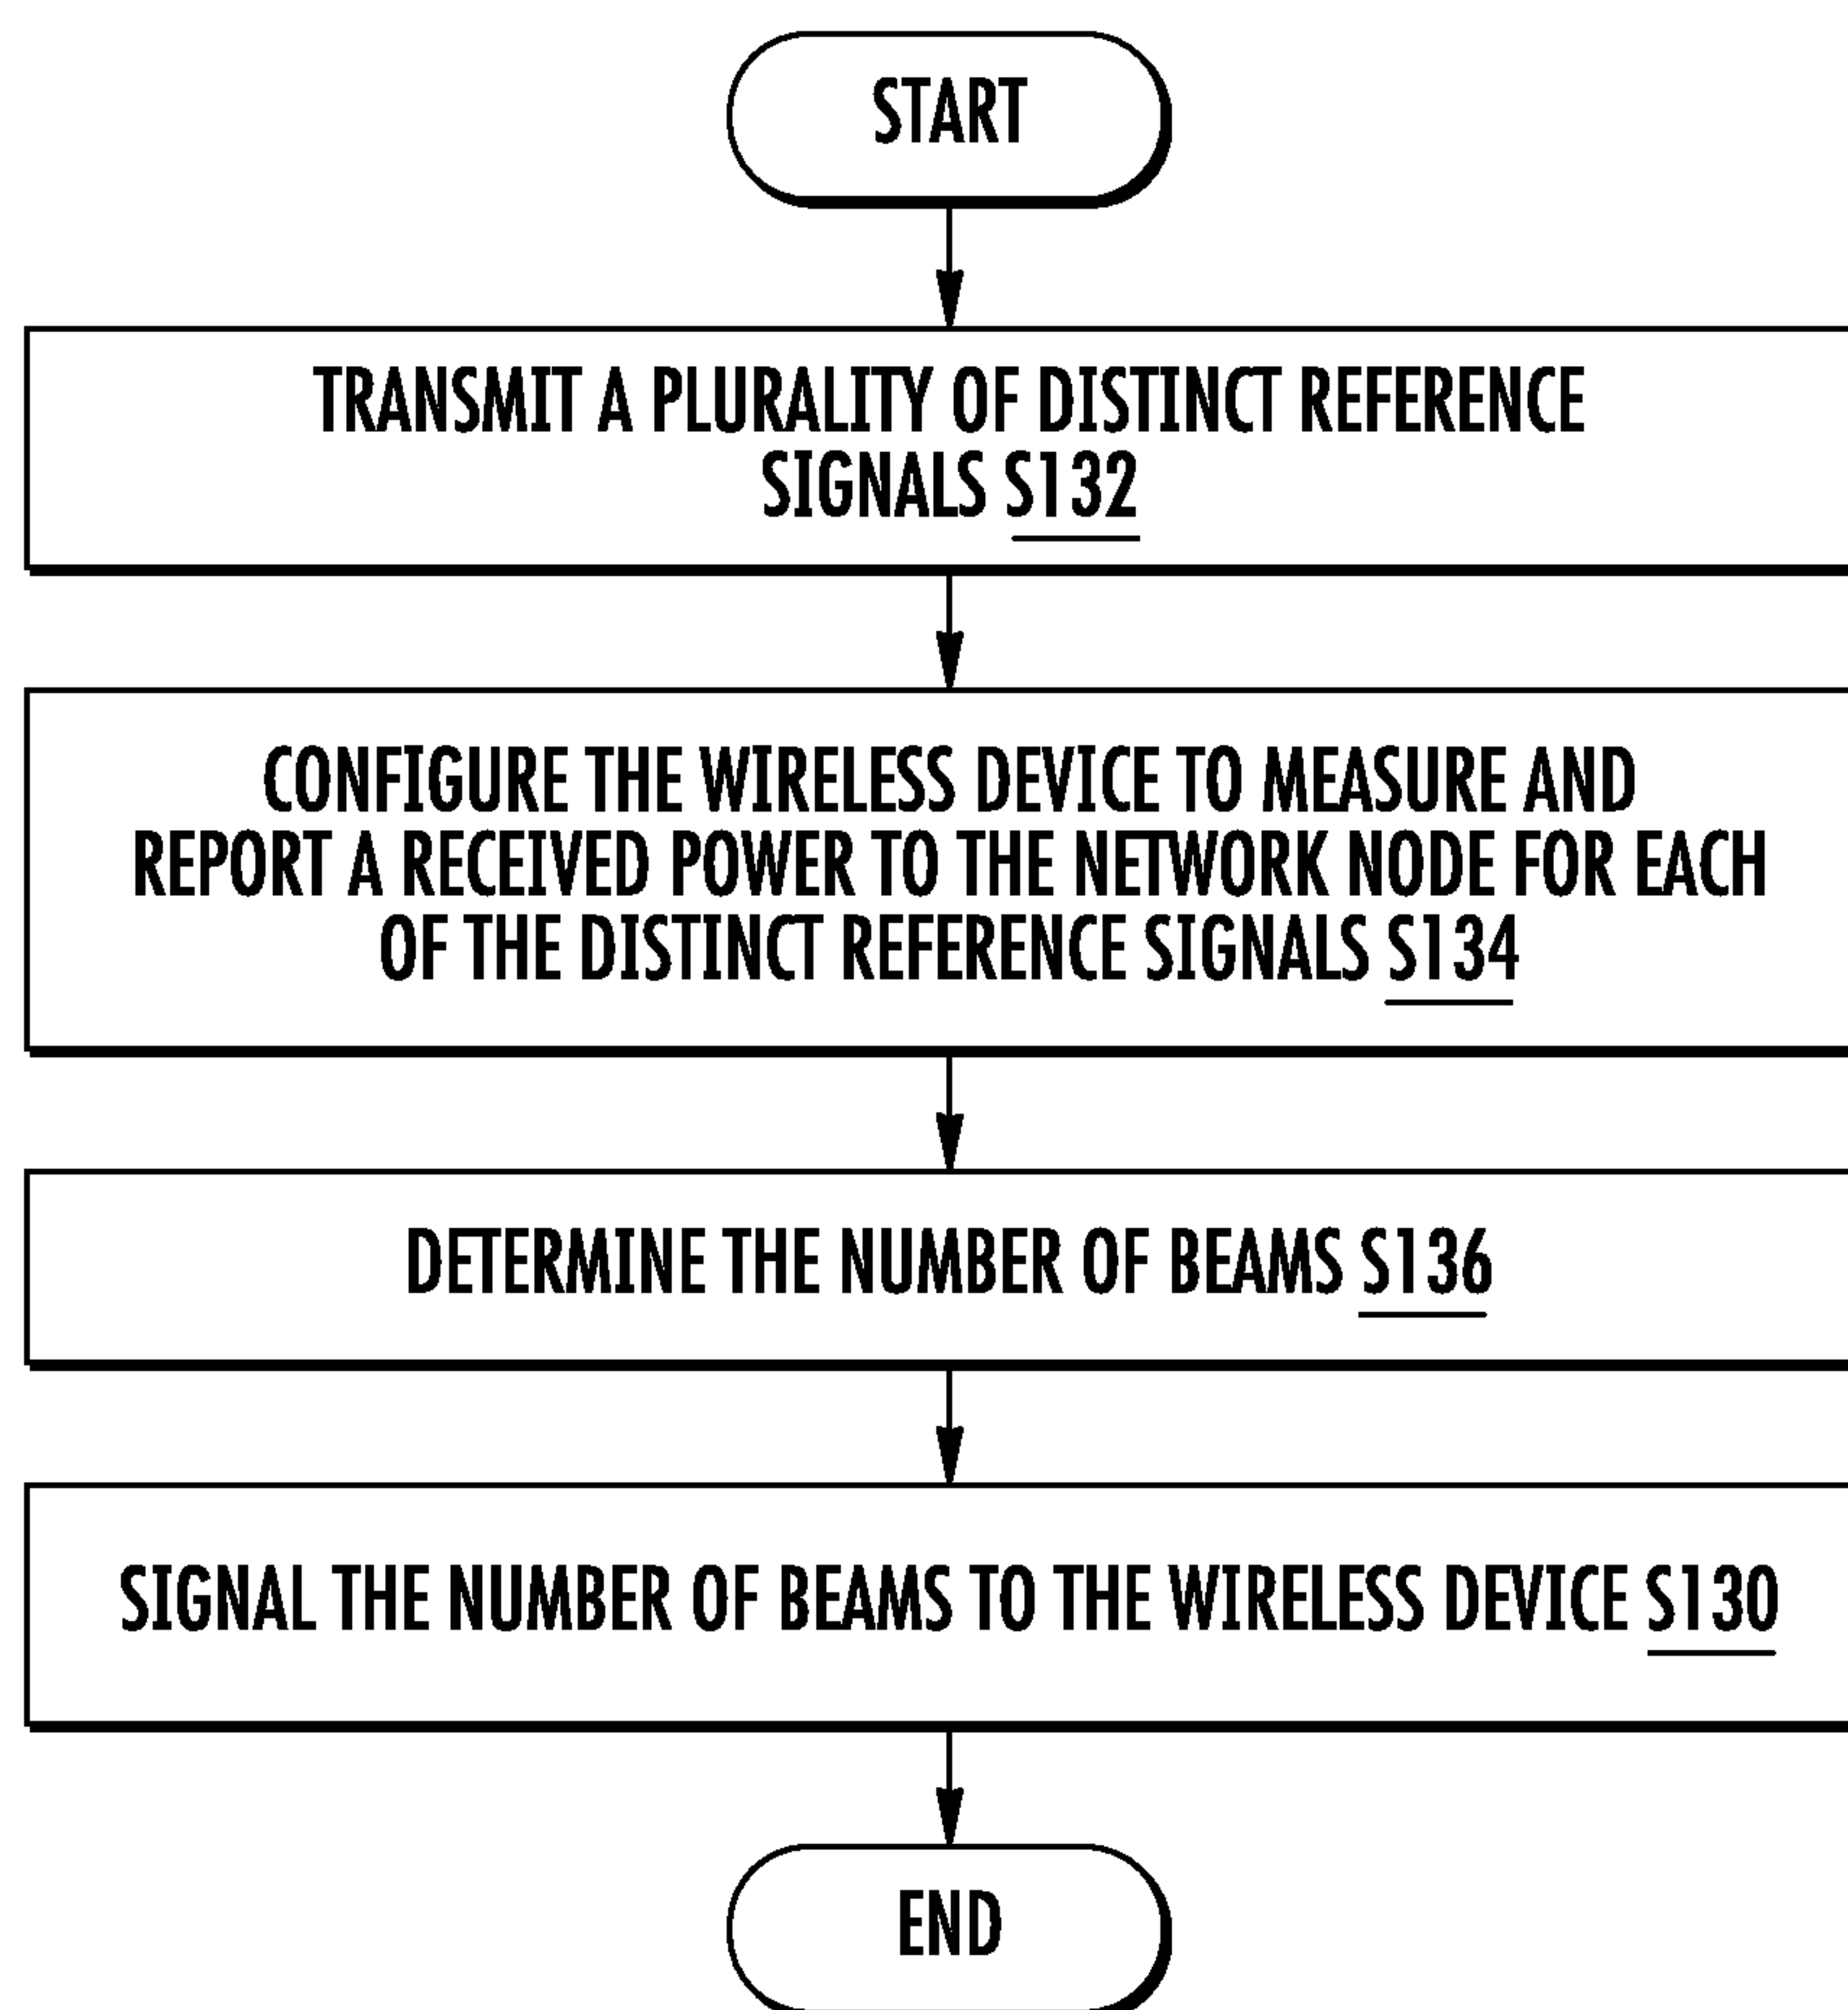 START
TRANSMIT A PLURALITY OF DISTINCT REFERENCE
SIGNALS S132
CONFIGURE THE WIRELESS DEVICE TO MEASURE AND
REPORT A RECEIVED POWER TO THE NETWORK NODE FOR EACH
OF THE DISTINCT REFERENCE SIGNALS S134
DETERMINE THE NUMBER OF BEAMS S136
SIGNAL THE NUMBER OF BEAMS TO THE WIRELESS DEVICE S130
END